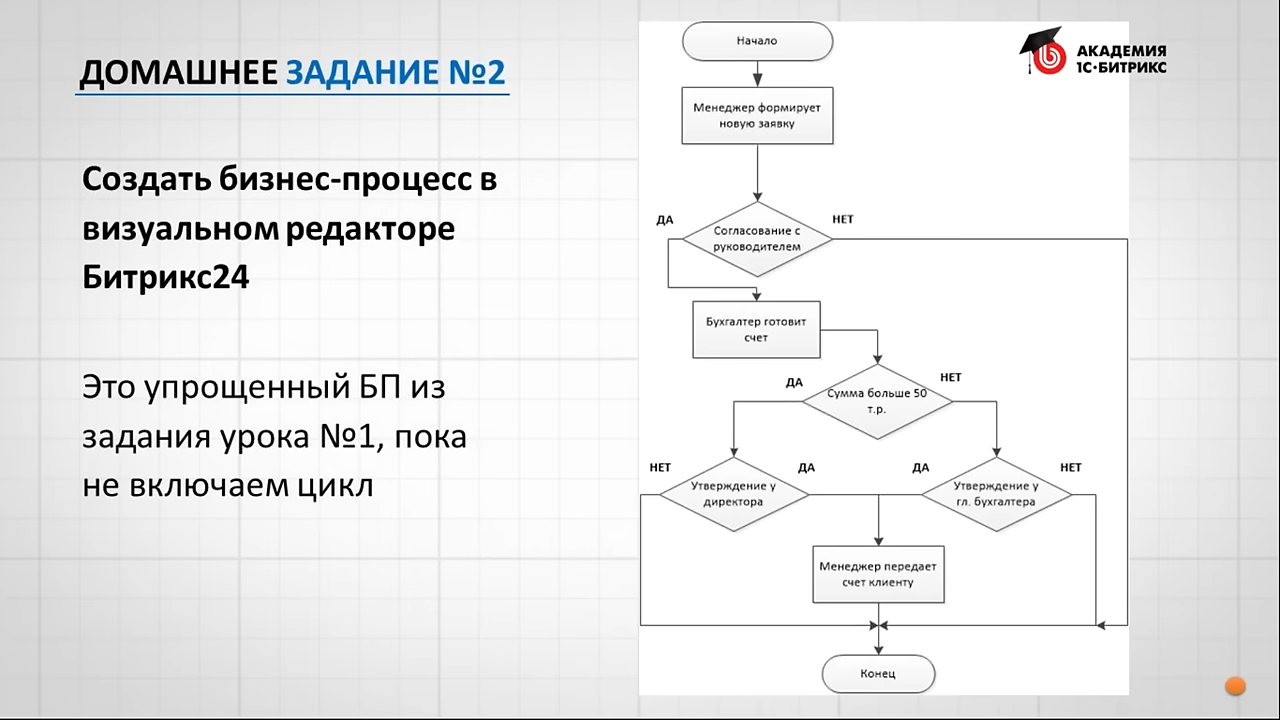 ДОМАШНЕЕ ЗАДАНИЕ №2
Создать бизнес-процесс в
визуальном редакторе
Битрикс24
Это упрощенный БП из
задания урока №1, пока
не включаем цикл
АКАДЕМИЯ
1С·БИТРИКС
Начало
Менеджер формирует
новую заявку
ДА
НЕТ
Согласование с
руководителем
Бухгалтер готовит
счет
ДА
НЕТ
Сумма больше 50
т.р.
НЕТ
ДА
ДА
НЕТ
Утверждение у
директора
Утверждение у
гл. бухгалтера
Менеджер передает
счет клиенту
Конец